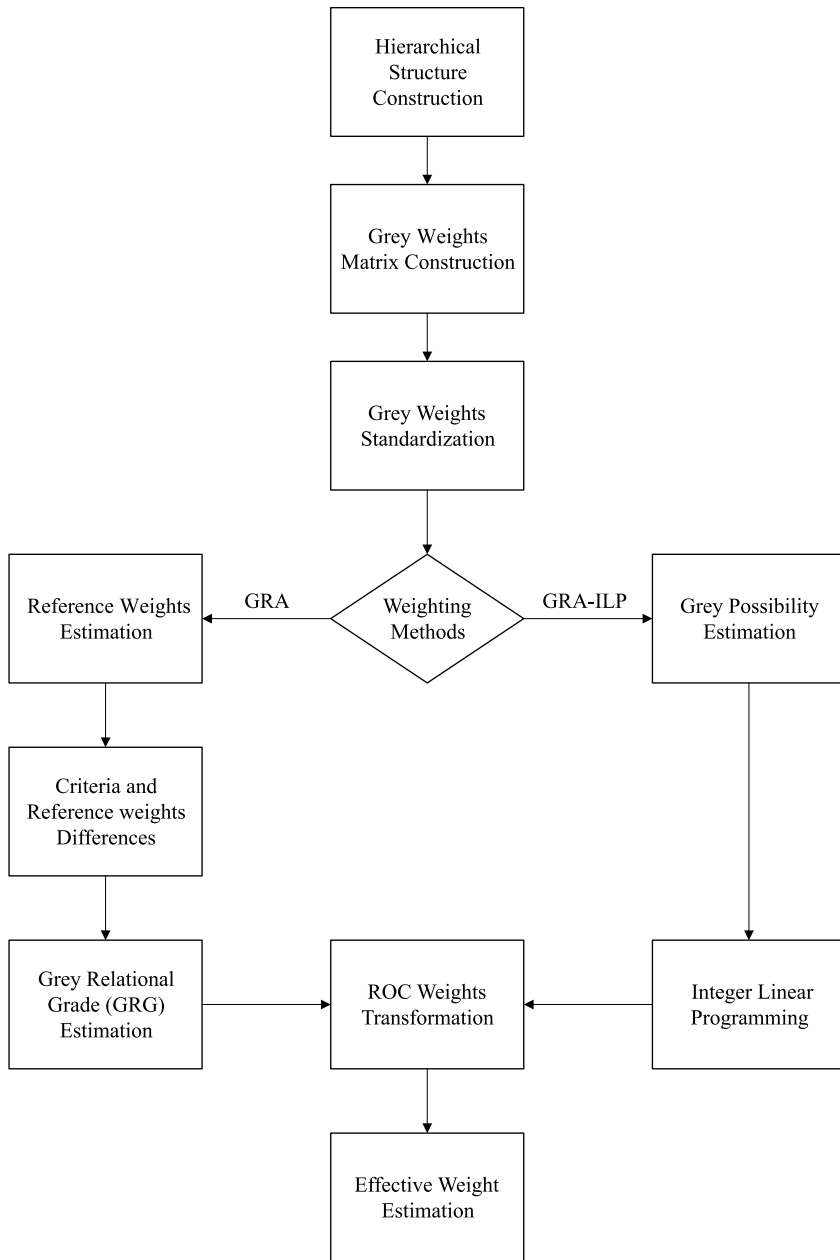 Hierarchical
Structure
Construction
Grey Weights
Matrix Construction
Grey Weights
Standardization
Reference Weights
Estimation
GRA
Weighting
Methods
GRA-ILP
Grey Possibility
Estimation
Criteria and
Reference weights
Differences
Grey Relational
Grade (GRG)
Estimation
ROC Weights
Transformation
Integer Linear
Programming
Effective Weight
Estimation